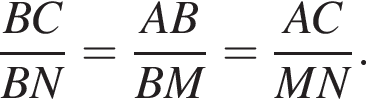 BC/BN = AB/BM = AC/MN.